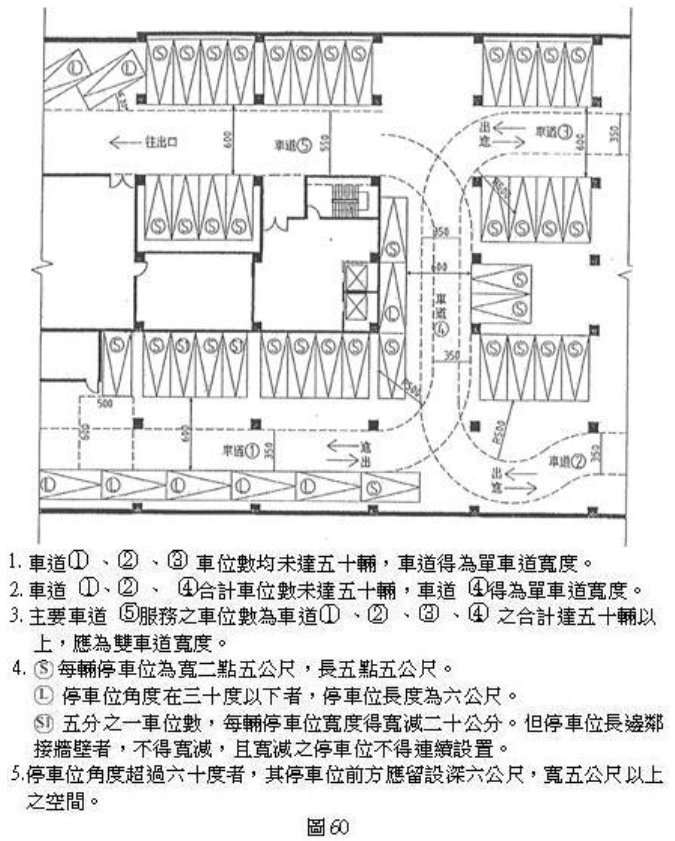 Ⓛ Ⓛ Ⓢ Ⓢ Ⓢ Ⓢ Ⓢ Ⓢ Ⓢ Ⓢ Ⓢ Ⓢ Ⓢ Ⓢ
往出口 600 車道⑤ 550 出 進 車道③ 600 350
Ⓢ Ⓢ Ⓢ Ⓢ R500 Ⓢ Ⓢ Ⓢ Ⓢ
Ⓢ 350
600 Ⓢ
Ⓛ 車道④ Ⓢ
Ⓢ Ⓢ S1 Ⓢ S1 Ⓢ Ⓢ Ⓢ Ⓢ Ⓢ 350 Ⓢ Ⓢ Ⓢ Ⓢ
500 R500
600 600 車道① 350 進 出 R500 出 進 車道② 350
Ⓛ Ⓛ Ⓛ Ⓛ Ⓛ Ⓢ
1. 車道① 、② 、③ 車位數均未達五十輛，車道得為單車道寬度。
2. 車道 ①、② 、 ④合計車位數未達五十輛，車道 ④得為單車道寬度。
3. 主要車道 ⑤服務之車位數為車道① 、② 、③ 、④ 之合計達五十輛以
上，應為雙車道寬度。
4. Ⓢ 每輛停車位為寬二點五公尺，長五點五公尺。
Ⓛ 停車位角度在三十度以下者，停車位長度為六公尺。
S1 五分之一車位數，每輛停車位寬度得寬減二十公分。但停車位長邊鄰
接牆壁者，不得寬減，且寬減之停車位不得連續設置。
5.停車位角度超過六十度者，其停車位前方應留設深六公尺，寬五公尺以上
之空間。
圖60